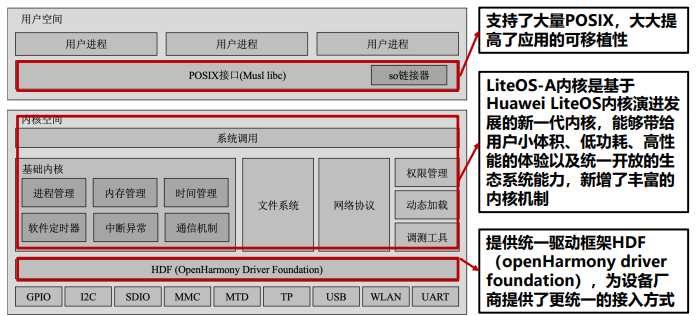 用户空间
用户进程
用户进程
用户进程
POSIX接口(Musl libc)
so链接器
内核空间
系统调用
基础内核
进程管理
内存管理
时间管理
软件定时器
中断异常
通信机制
文件系统
网络协议
权限管理
动态加载
调测工具
HDF (OpenHarmony Driver Foundation)
GPIO
I2C
SDIO
MMC
MTD
TP
USB
WLAN
UART
支持了大量POSIX，大大提
高了应用的可移植性
LiteOS-A内核是基于
Huawei LiteOS内核演进发
展的新一代内核，能够带给
用户小体积、低功耗、高性
能的体验以及统一开放的生
态系统能力，新增了丰富的
内核机制
提供统一驱动框架HDF
（openHarmony driver
foundation），为设备厂
商提供了更统一的接入方式